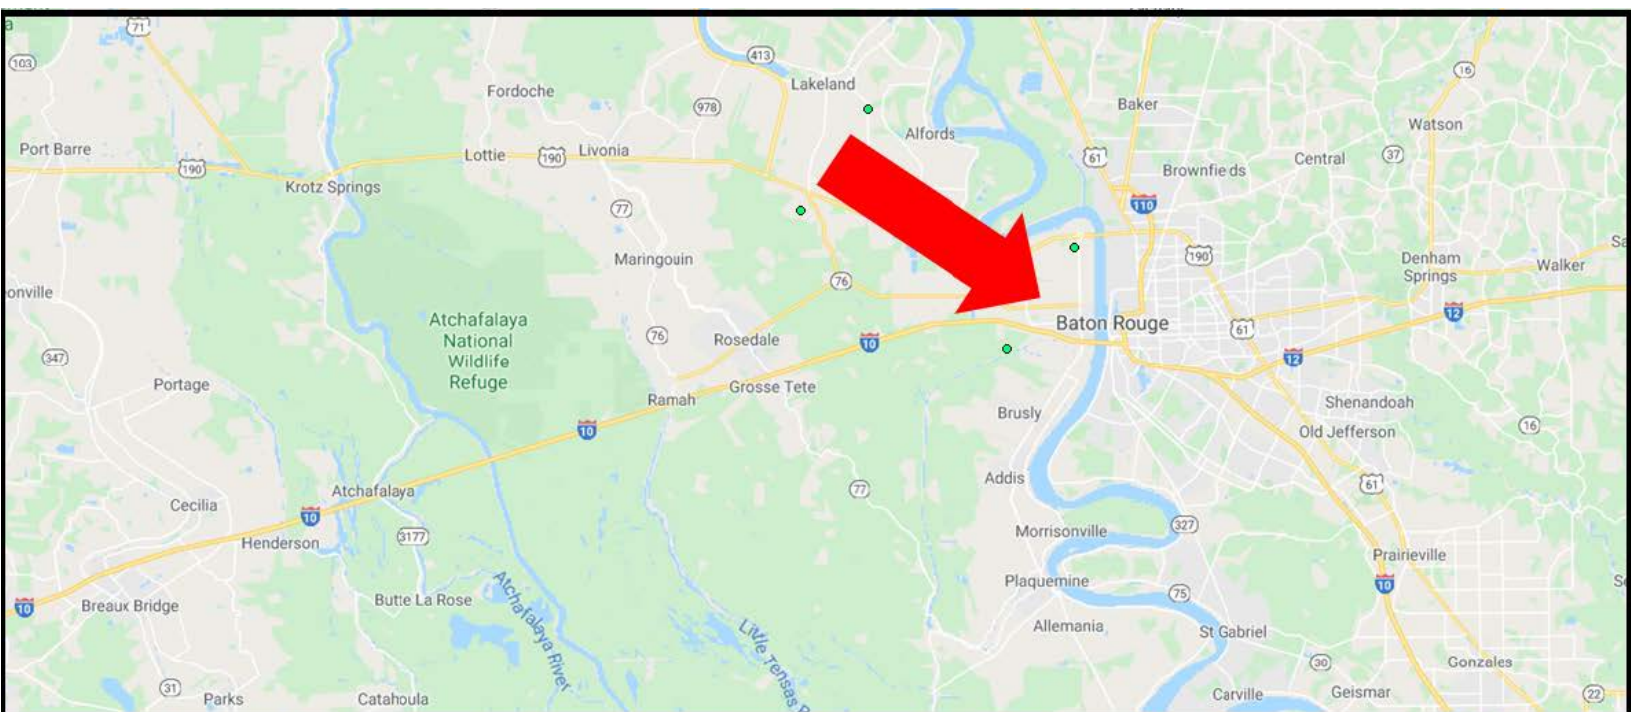 71
103
413
16
Lakeland
Fordoche
978
Baker
Watson
Alfords
Port Barre
Lottie
190
Livonia
61
Central
37
190
Brownfie ds
Krotz Springs
77
110
Maringouin
190
Denham
Springs
Walker
76
onville
Atchafalaya
National
Wildlife
Refuge
12
Baton Rouge
61
76
Rosedale
10
347
12
Portage
Grosse Tete
Ramah
Shenandoah
Brusly
10
Old Jefferson
16
Addis
61
Atchafalaya
77
Cecilia
10
327
Morrisonville
3177
Henderson
Prairieville
Plaquemine
10
75
Butte La Rose
Breaux Bridge
10
Atchafalaya River
Allemania
St Gabriel
30
Gonzales
31
Parks
Catahoula
Carville
Geismar
22